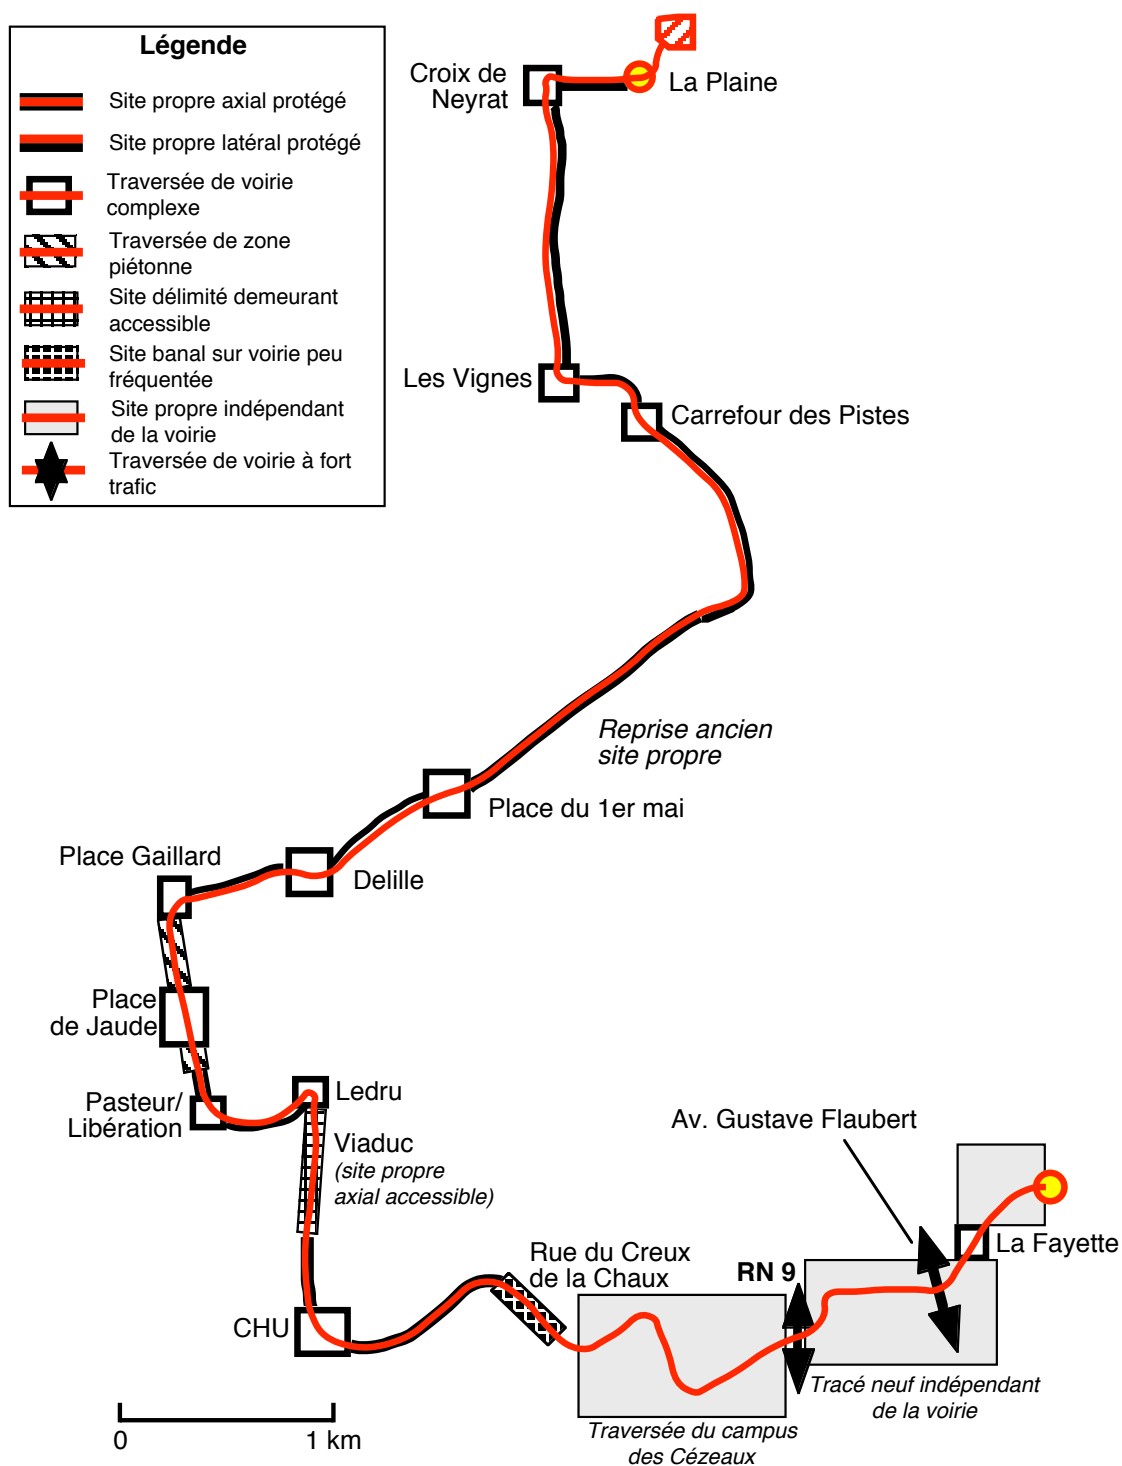 Légende
Site propre axial protégé
Site propre latéral protégé
Traversée de voirie
complexe
Traversée de zone
piétonne
Site délimité demeurant
accessible
Site banal sur voirie peu
fréquentée
Site propre indépendant
de la voirie
Traversée de voirie à fort
trafic
Croix de
Neyrat
La Plaine
Les Vignes
Carrefour des Pistes
Reprise ancien
site propre
Place du 1er mai
Place Gaillard
Delille
Place
de Jaude
Pasteur/
Libération
Ledru
Viaduc
(site propre
axial accessible)
Av. Gustave Flaubert
La Fayette
Rue du Creux
de la Chaux
RN 9
CHU
Tracé neuf indépendant
de la voirie
Traversée du campus
des Cézeaux
0
1 km